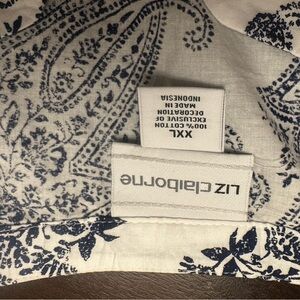 LIZ claiborne
XXL
100% COTTON
EXCLUSIVE OF
DECORATION
MADE IN
INDONESIA